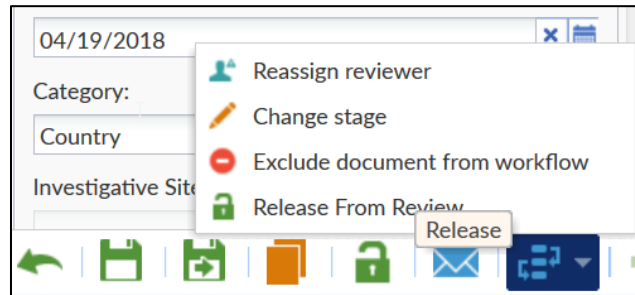 04/19/2018
Reassign reviewer
Category:
Change stage
Country
Exclude document from workflow
Investigative Site
Release From Review
Release